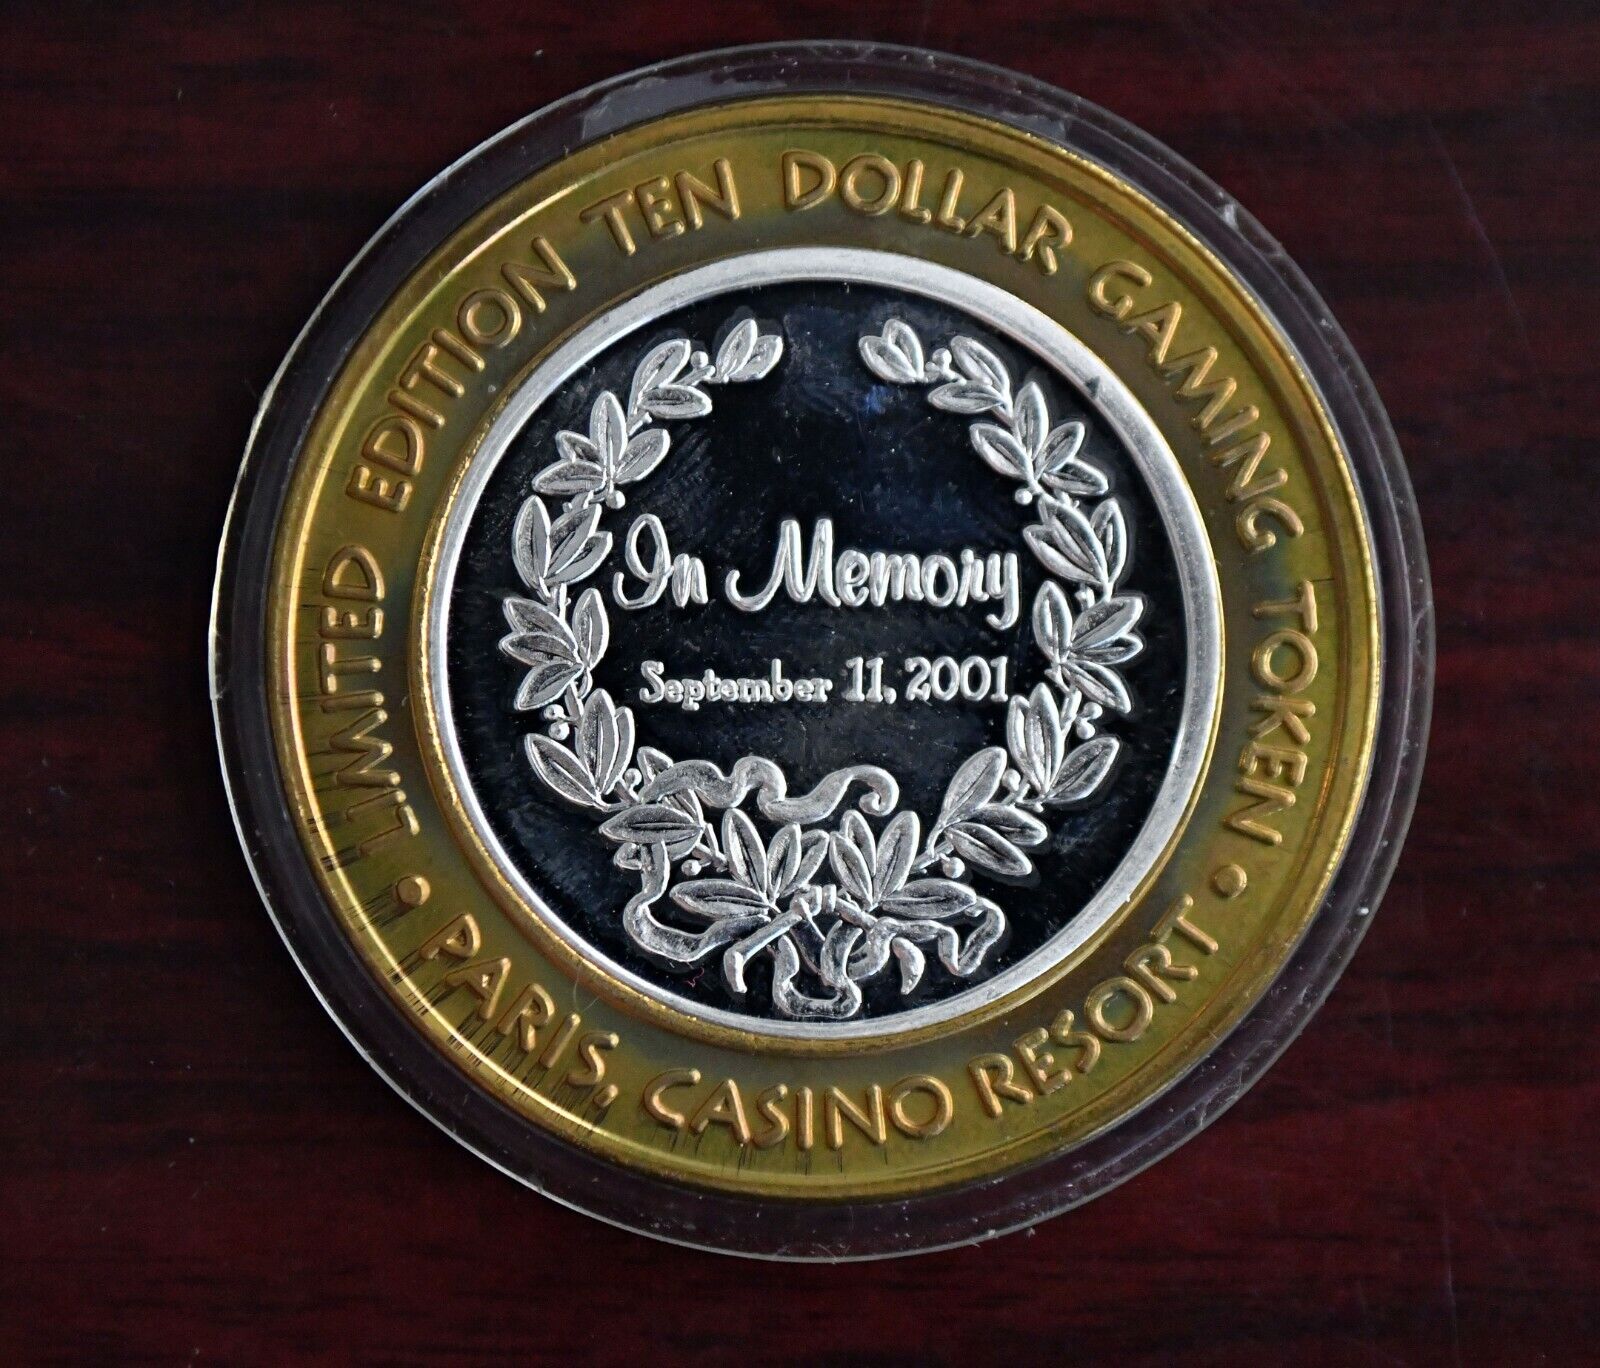 LIMITED EDITION TEN DOLLAR GAMING TOKEN
In Memory
September 11, 2001
• PARIS, CASINO RESORT •